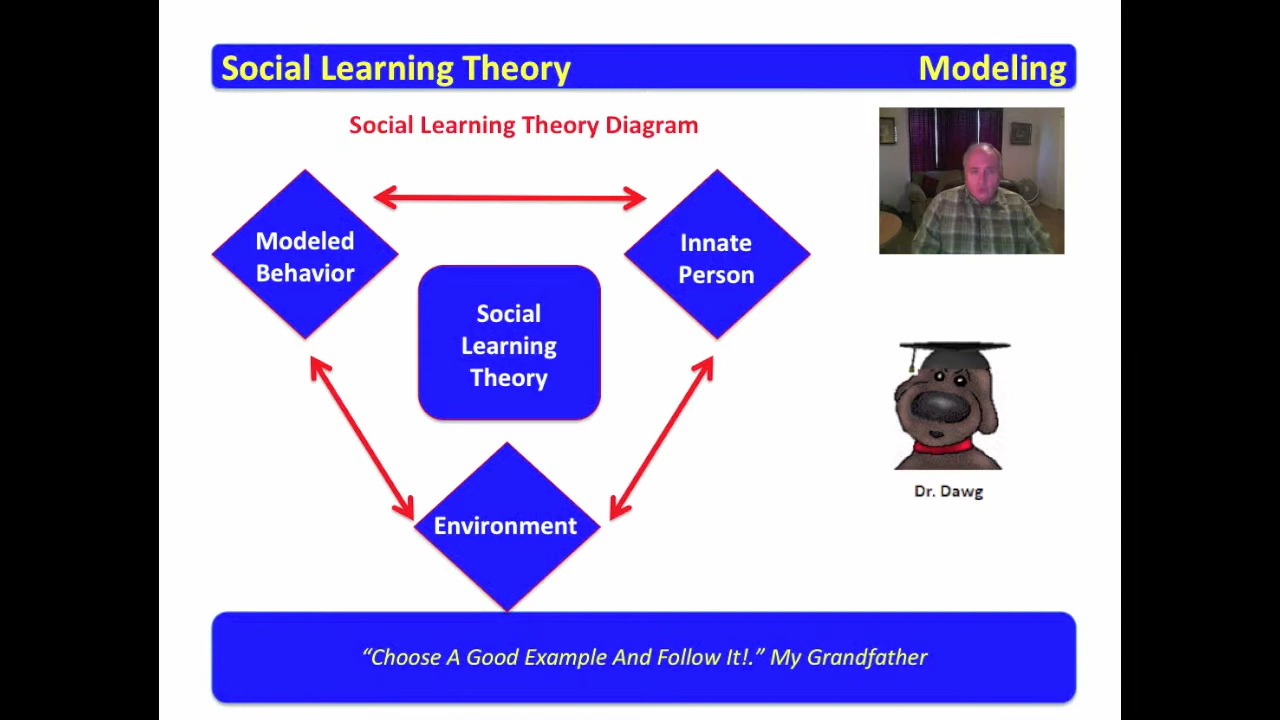 Social Learning Theory
Modeling
Social Learning Theory Diagram
Modeled
Behavior
Innate
Person
Social
Learning
Theory
Environment
Dr. Dawg
“Choose A Good Example And Follow It!.” My Grandfather